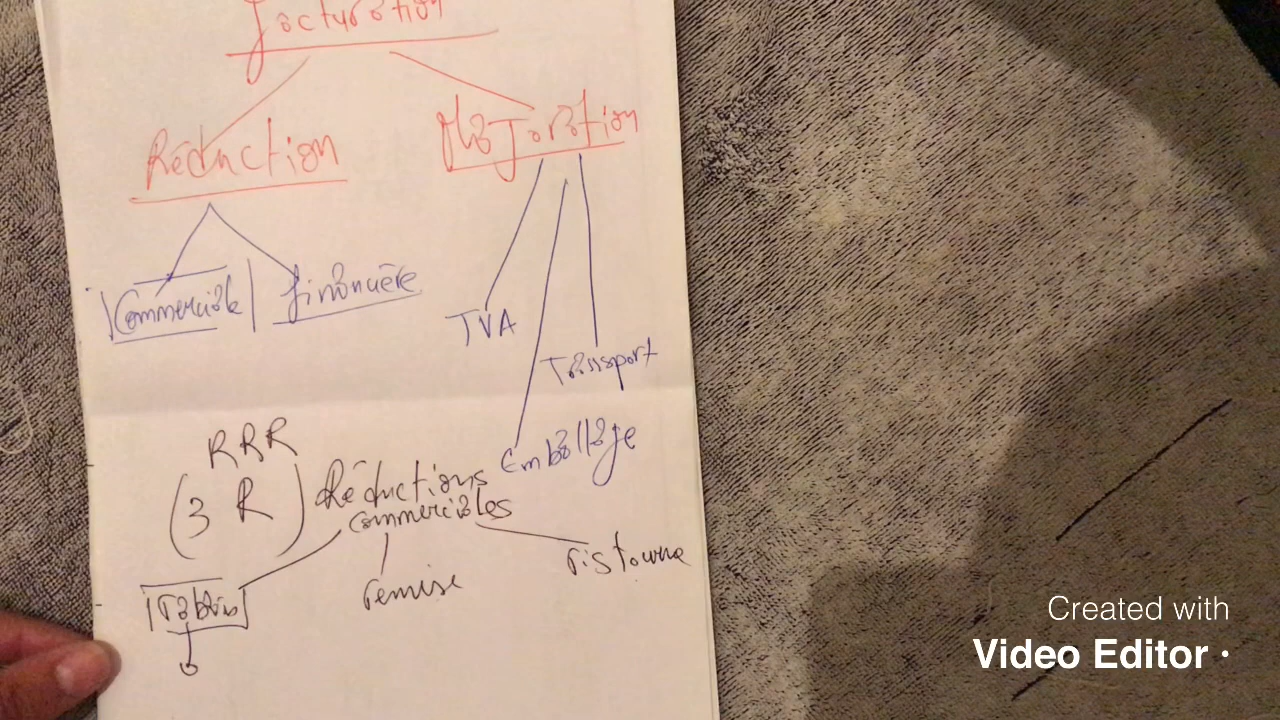 Facturation
Réduction
Majoration
Commerciale
financière
TVA
Transport
Emballage
RRR
(3 R)
Réductions
commerciales
rabais
remise
ristourne
Created with
Video Editor